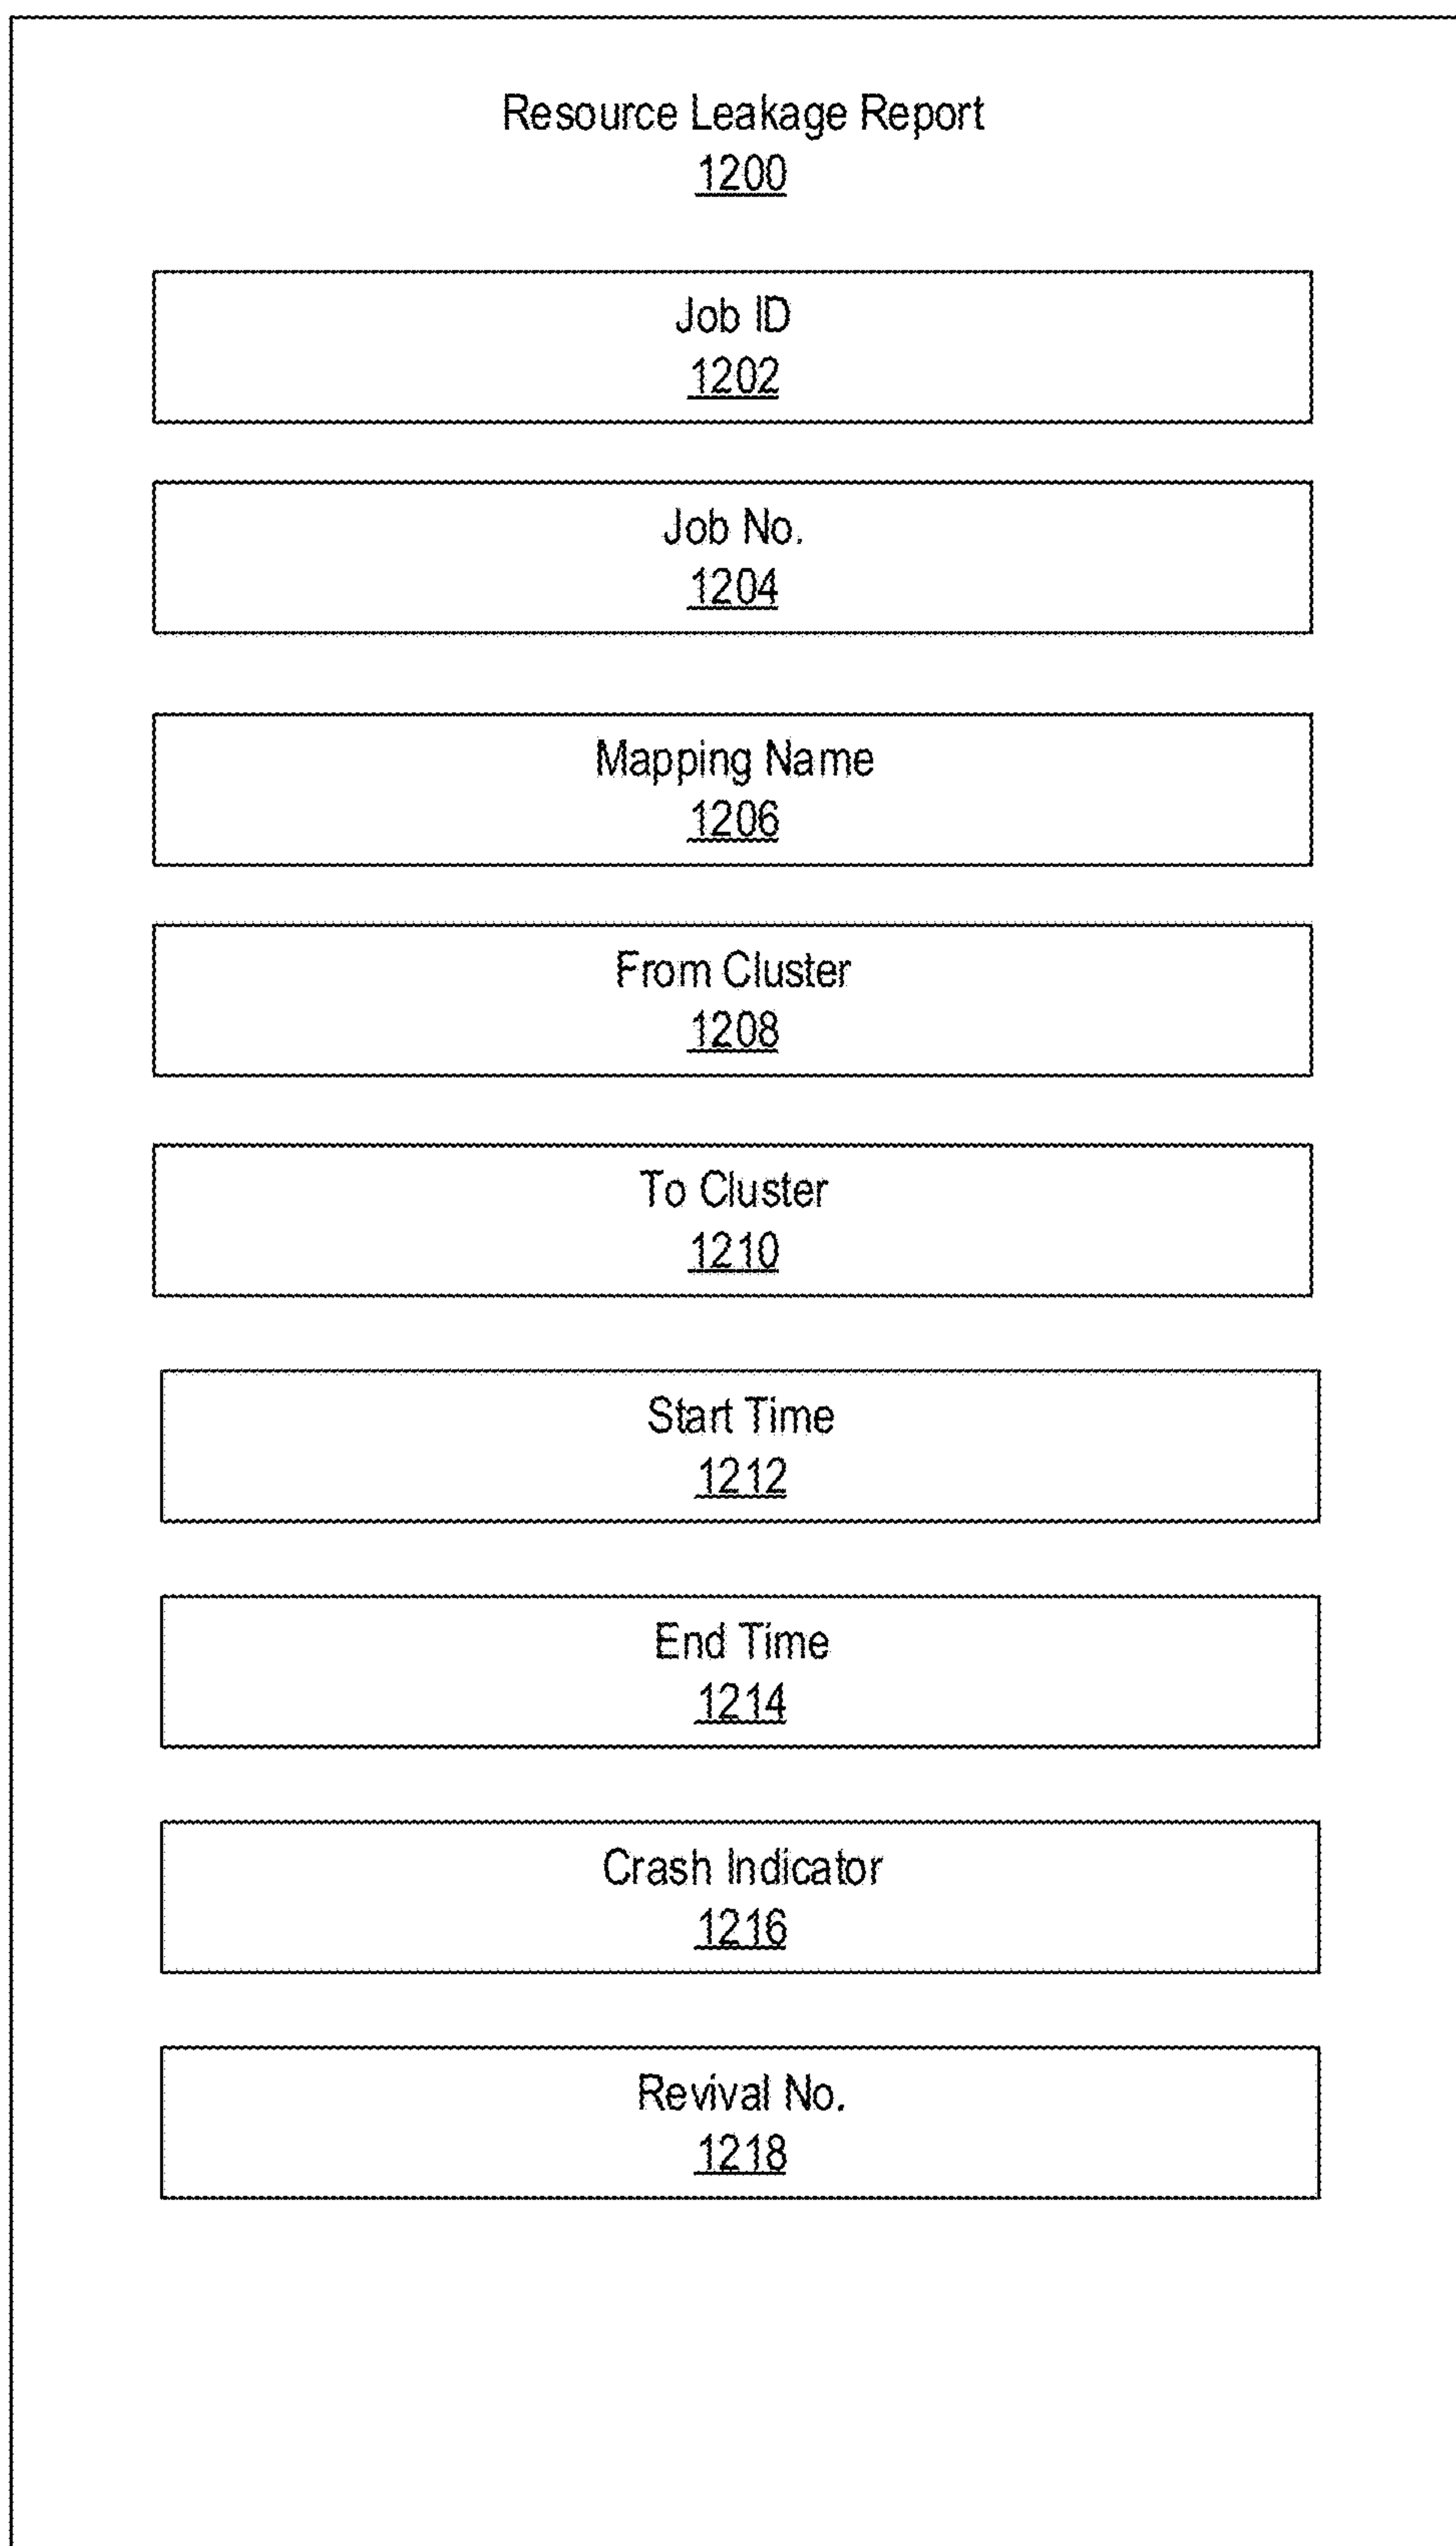 Resource Leakage Report
1200
Job ID
1202
Job No.
1204
Mapping Name
1206
From Cluster
1208
To Cluster
1210
Start Time
1212
End Time
1214
Crash Indicator
1216
Revival No.
1218